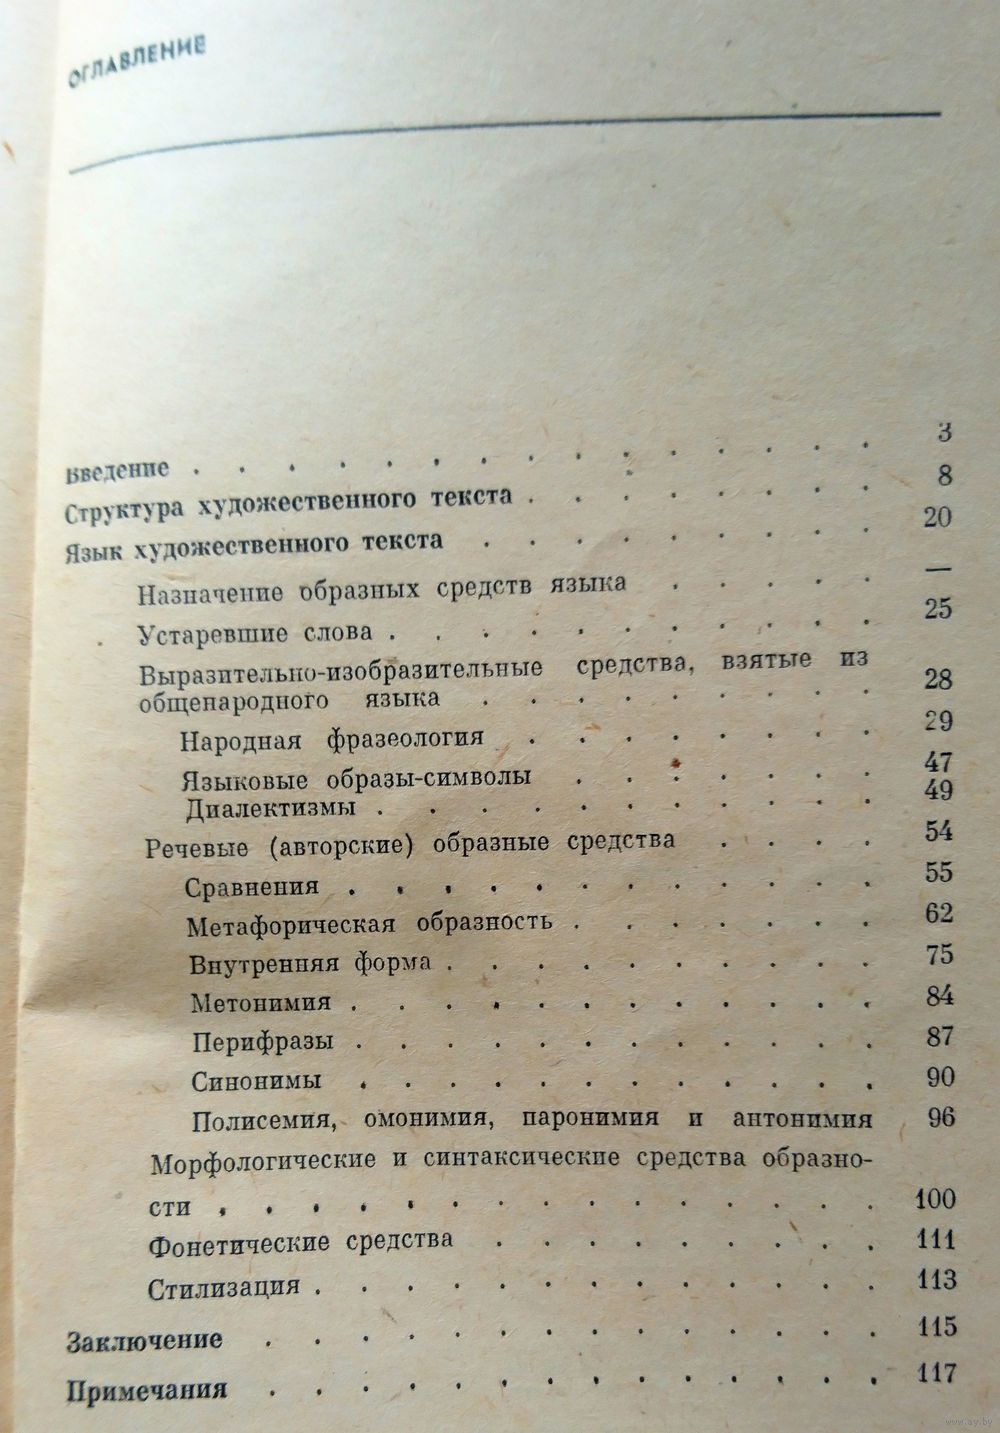 ОГЛАВЛЕНИЕ
Введение . . . . . . . . . . . . . . . 3
Структура художественного текста . . . . . . . . 8
Язык художественного текста . . . . . . . . . 20
Назначение образных средств языка . . . . . —
Устаревшие слова . . . . . . . . . . . 25
Выразительно-изобразительные средства, взятые из
общенародного языка . . . . . . . . . 28
Народная фразеология . . . . . . . . 29
Языковые образы-символы . . . . . . . 47
Диалектизмы . . . . . . . . . . . 49
Речевые (авторские) образные средства . . . . 54
Сравнения . . . . . . . . . . . . 55
Метафорическая образность . . . . . . . 62
Внутренняя форма . . . . . . . . . . 75
Метонимия . . . . . . . . . . . . 84
Перифразы . . . . . . . . . . . . 87
Синонимы . . . . . . . . . . . . 90
Полисемия, омонимия, паронимия и антонимия 96
Морфологические и синтаксические средства образно-
сти . . . . . . . . . . . . . . . 100
Фонетические средства . . . . . . . . . 111
Стилизация . . . . . . . . . . . . . 113
Заключение . . . . . . . . . . . . . . 115
Примечания . . . . . . . . . . . . . . 117
www.ay.by